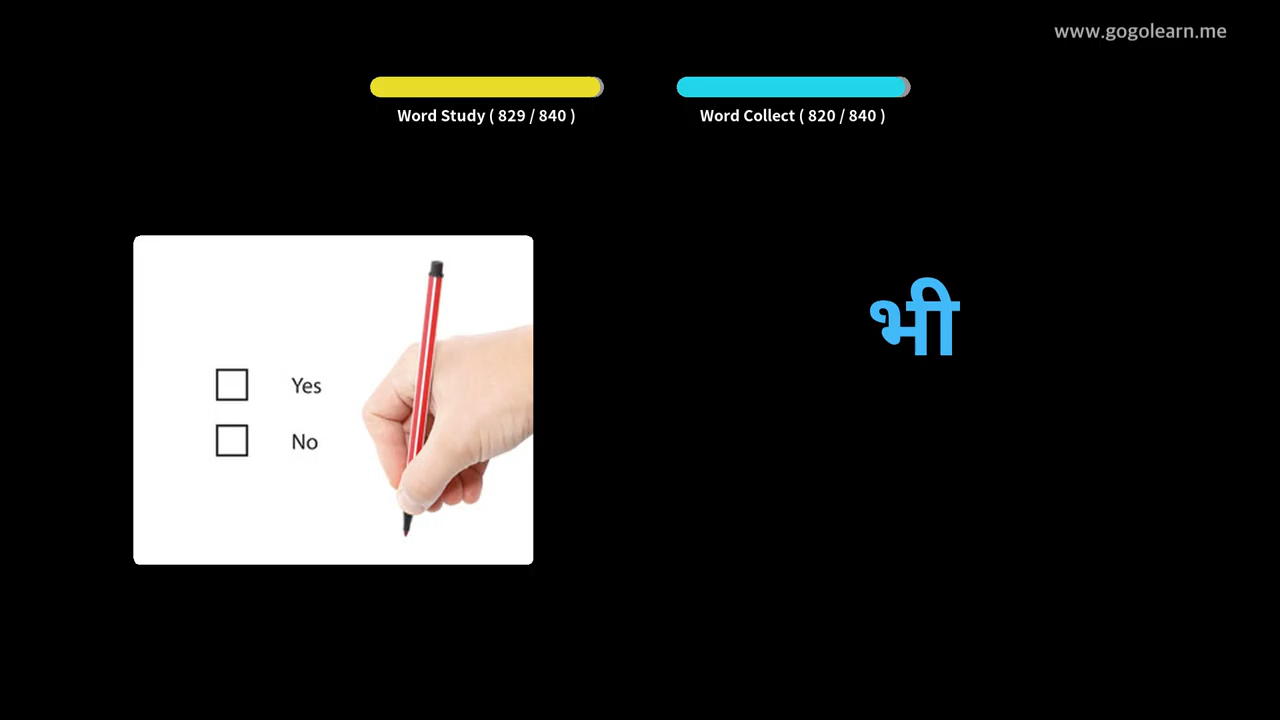 www.gogolearn.me
Word Study ( 829 / 840 )
Word Collect ( 820 / 840 )
भी
Yes
No